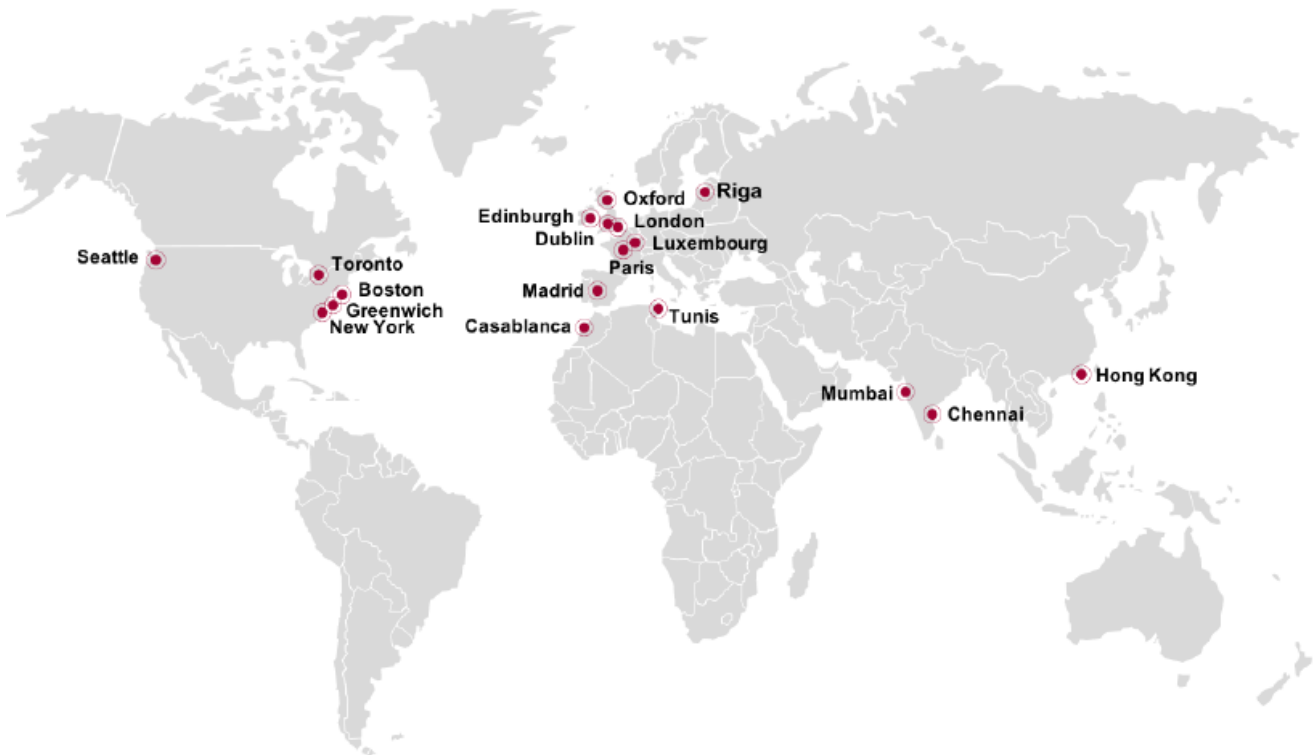 Riga
Oxford
Edinburgh
London
Dublin
Luxembourg
Paris
Seattle
Toronto
Boston
Greenwich
New York
Madrid
Tunis
Casablanca
Hong Kong
Mumbai
Chennai